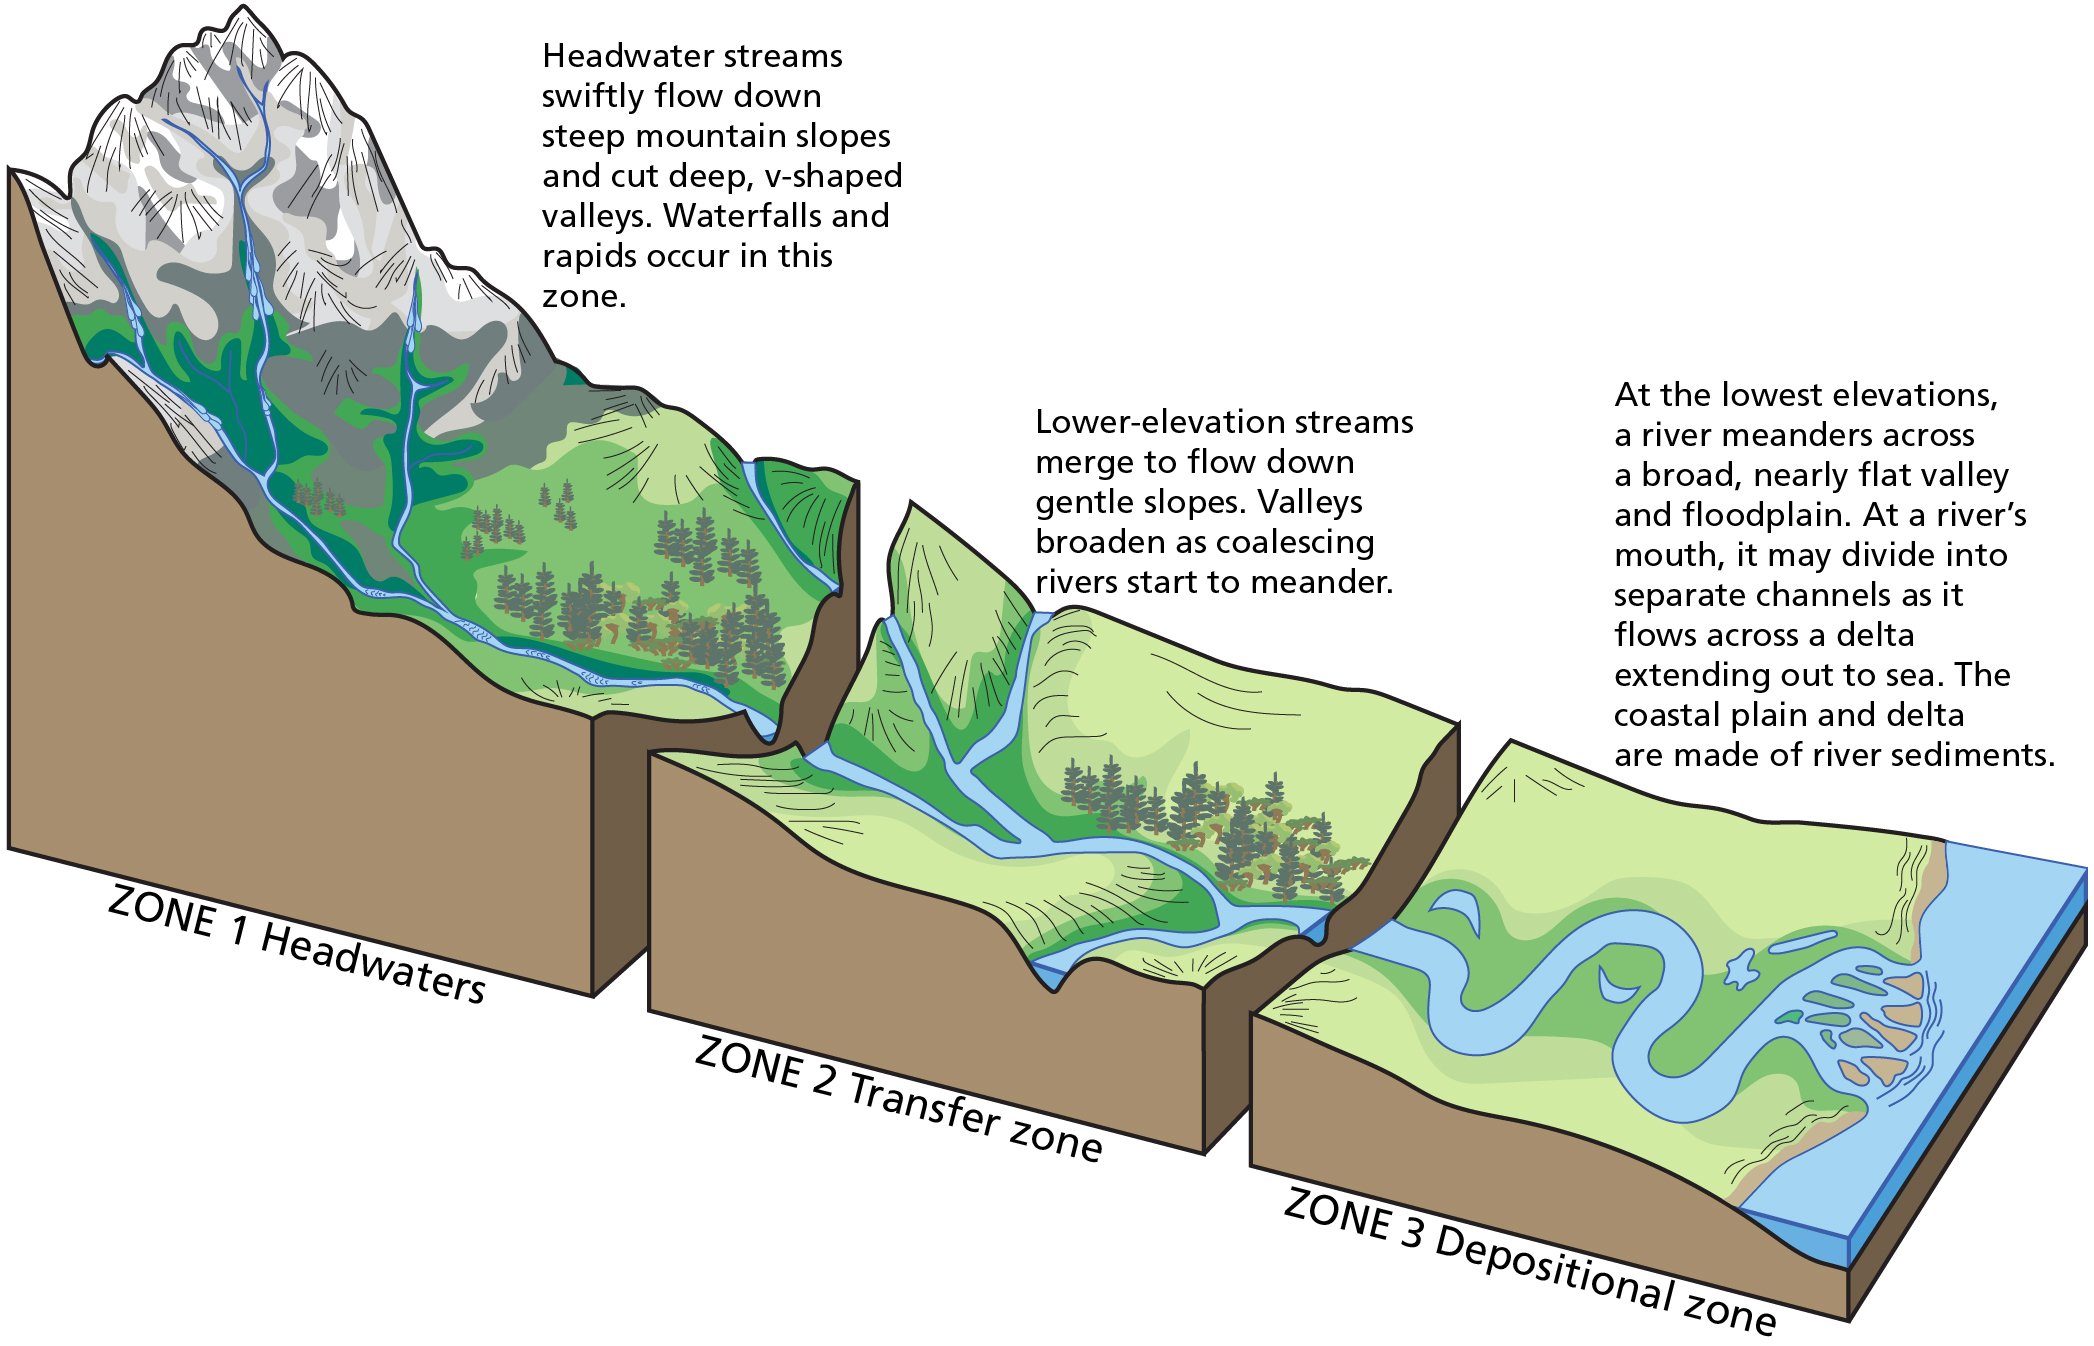 Headwater streams
swiftly flow down
steep mountain slopes
and cut deep, v-shaped
valleys. Waterfalls and
rapids occur in this
zone.
Lower-elevation streams
merge to flow down
gentle slopes. Valleys
broaden as coalescing
rivers start to meander.
At the lowest elevations,
a river meanders across
a broad, nearly flat valley
and floodplain. At a river’s
mouth, it may divide into
separate channels as it
flows across a delta
extending out to sea. The
coastal plain and delta
are made of river sediments.
ZONE 1 Headwaters
ZONE 2 Transfer zone
ZONE 3 Depositional zone